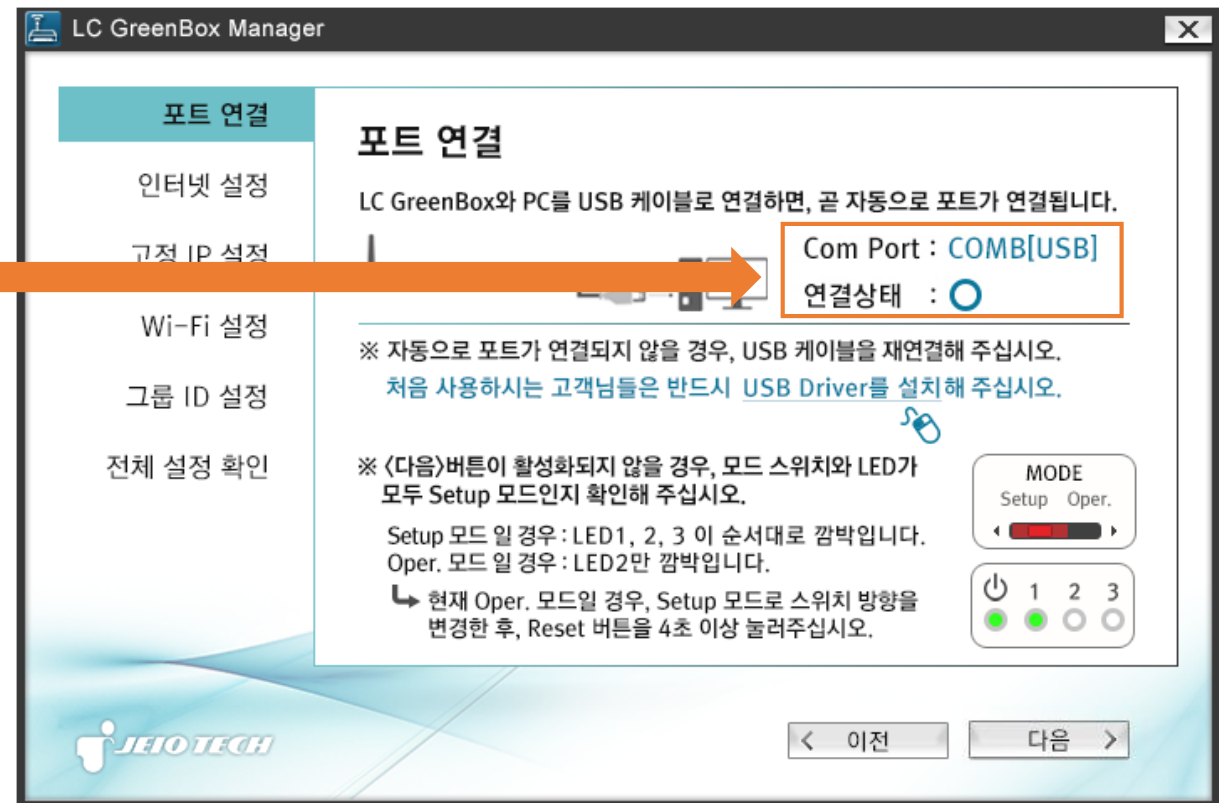 LC GreenBox Manager
포트 연결
인터넷 설정
고정 IP 설정
Wi-Fi 설정
그룹 ID 설정
전체 설정 확인
포트 연결
LC GreenBox와 PC를 USB 케이블로 연결하면, 곧 자동으로 포트가 연결됩니다.
Com Port : COMB[USB]
연결상태 :
※ 자동으로 포트가 연결되지 않을 경우, USB 케이블을 재연결해 주십시오.
처음 사용하시는 고객님들은 반드시 USB Driver를 설치해 주십시오.
※ 〈다음〉버튼이 활성화되지 않을 경우, 모드 스위치와 LED가
모두 Setup 모드인지 확인해 주십시오.
Setup 모드 일 경우 : LED1, 2, 3 이 순서대로 깜박입니다.
Oper. 모드 일 경우 : LED2만 깜박입니다.
현재 Oper. 모드일 경우, Setup 모드로 스위치 방향을
변경한 후, Reset 버튼을 4초 이상 눌러주십시오.
MODE
Setup Oper.
1 2 3
JEIO TECH
< 이전
다음 >